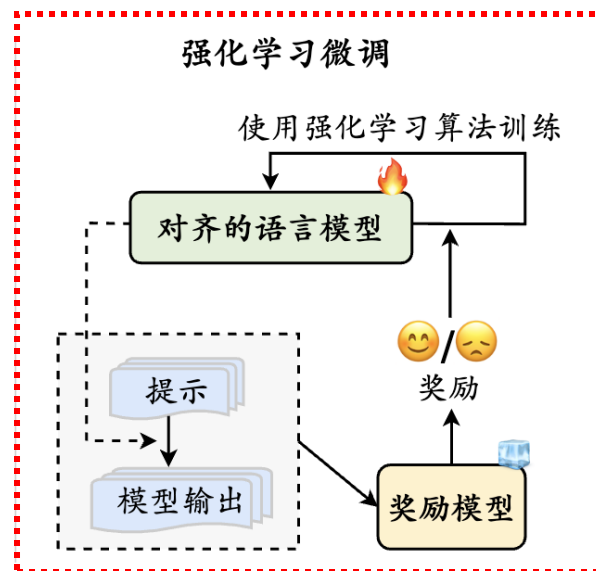 强化学习微调
使用强化学习算法训练
对齐的语言模型
/
提示
奖励
模型输出
奖励模型